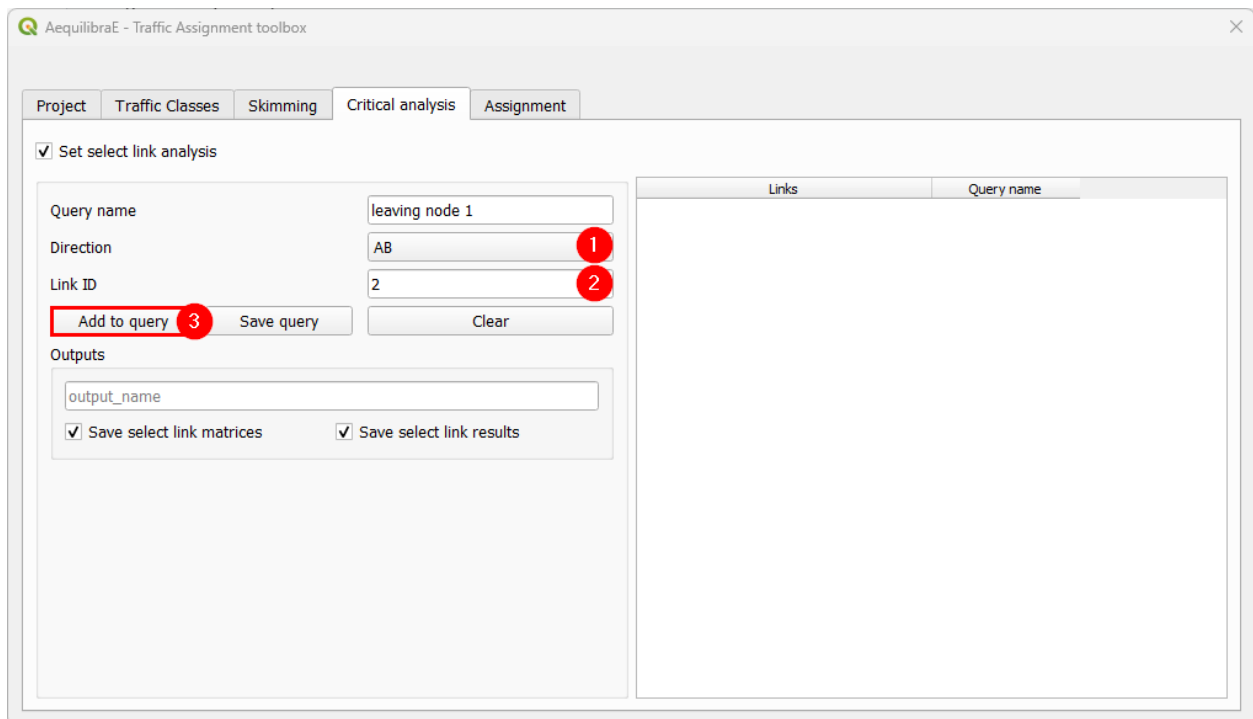 AequilibraE - Traffic Assignment toolbox
Project Traffic Classes Skimming Critical analysis Assignment
Set select link analysis
Links Query name
Query name leaving node 1
Direction AB 1
Link ID 2 2
Add to query 3 Save query Clear
Outputs
output_name
Save select link matrices Save select link results